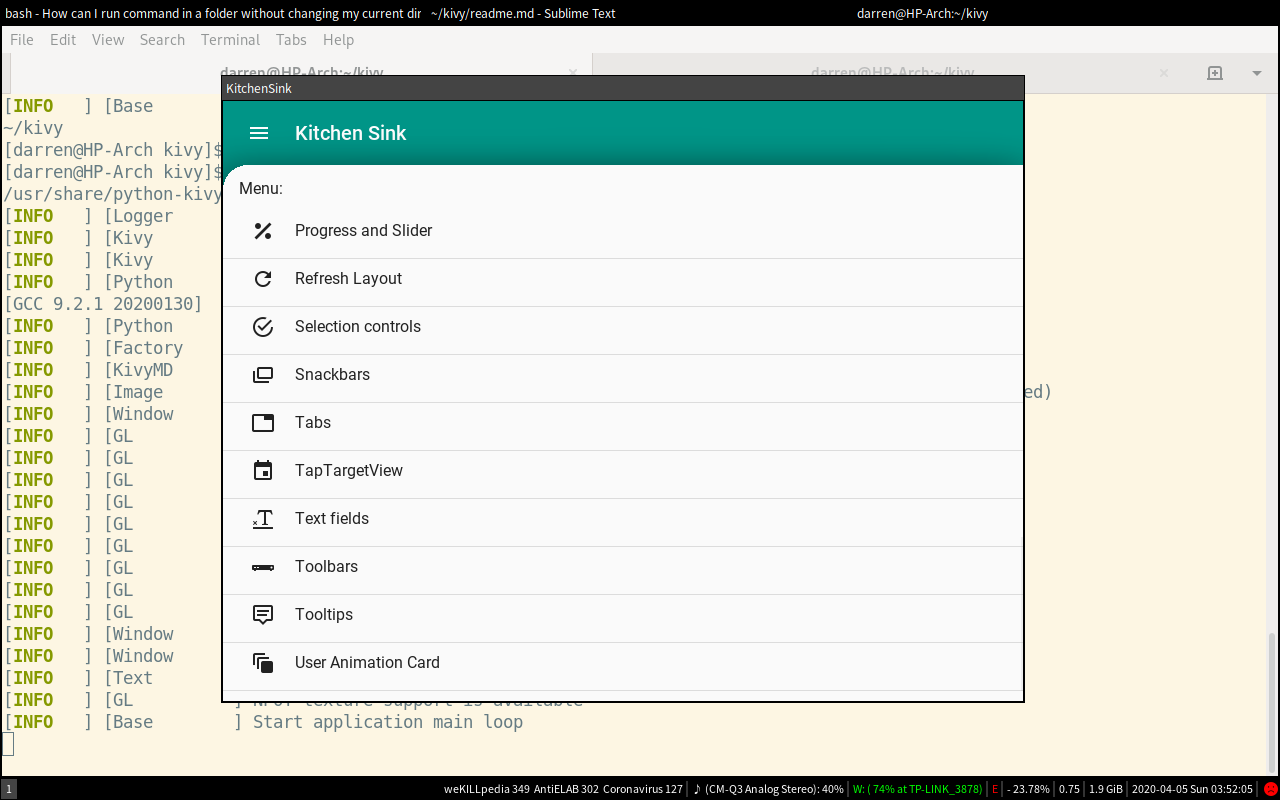 bash - How can I run command in a folder without changing my current dir ~/kivy/readme.md - Sublime Text darren@HP-Arch:~/kivy
File Edit View Search Terminal Tabs Help
darren@HP-Arch:~/kivy × darren@HP-Arch:~/kivy ×
KitchenSink
Kitchen Sink
Menu:
Progress and Slider
Refresh Layout
Selection controls
Snackbars
Tabs
TapTargetView
Text fields
Toolbars
Tooltips
User Animation Card
[INFO ] [Base
~/kivy
[darren@HP-Arch kivy]$
[darren@HP-Arch kivy]$
/usr/share/python-kivy
[INFO ] [Logger
[INFO ] [Kivy
[INFO ] [Kivy
[INFO ] [Python
[GCC 9.2.1 20200130]
[INFO ] [Python
[INFO ] [Factory
[INFO ] [KivyMD
[INFO ] [Image ed)
[INFO ] [Window
[INFO ] [GL
[INFO ] [GL
[INFO ] [GL
[INFO ] [GL
[INFO ] [GL
[INFO ] [GL
[INFO ] [GL
[INFO ] [GL
[INFO ] [GL
[INFO ] [Window
[INFO ] [Window
[INFO ] [Text
[INFO ] [GL ] NPOT texture support is available
[INFO ] [Base ] Start application main loop
1 weKILLpedia 349 AntiELAB 302 Coronavirus 127 | ♪ (CM-Q3 Analog Stereo): 40% | W: ( 74% at TP-LINK_3878) | E | - 23.78% | 0.75 | 1.9 GiB | 2020-04-05 Sun 03:52:05